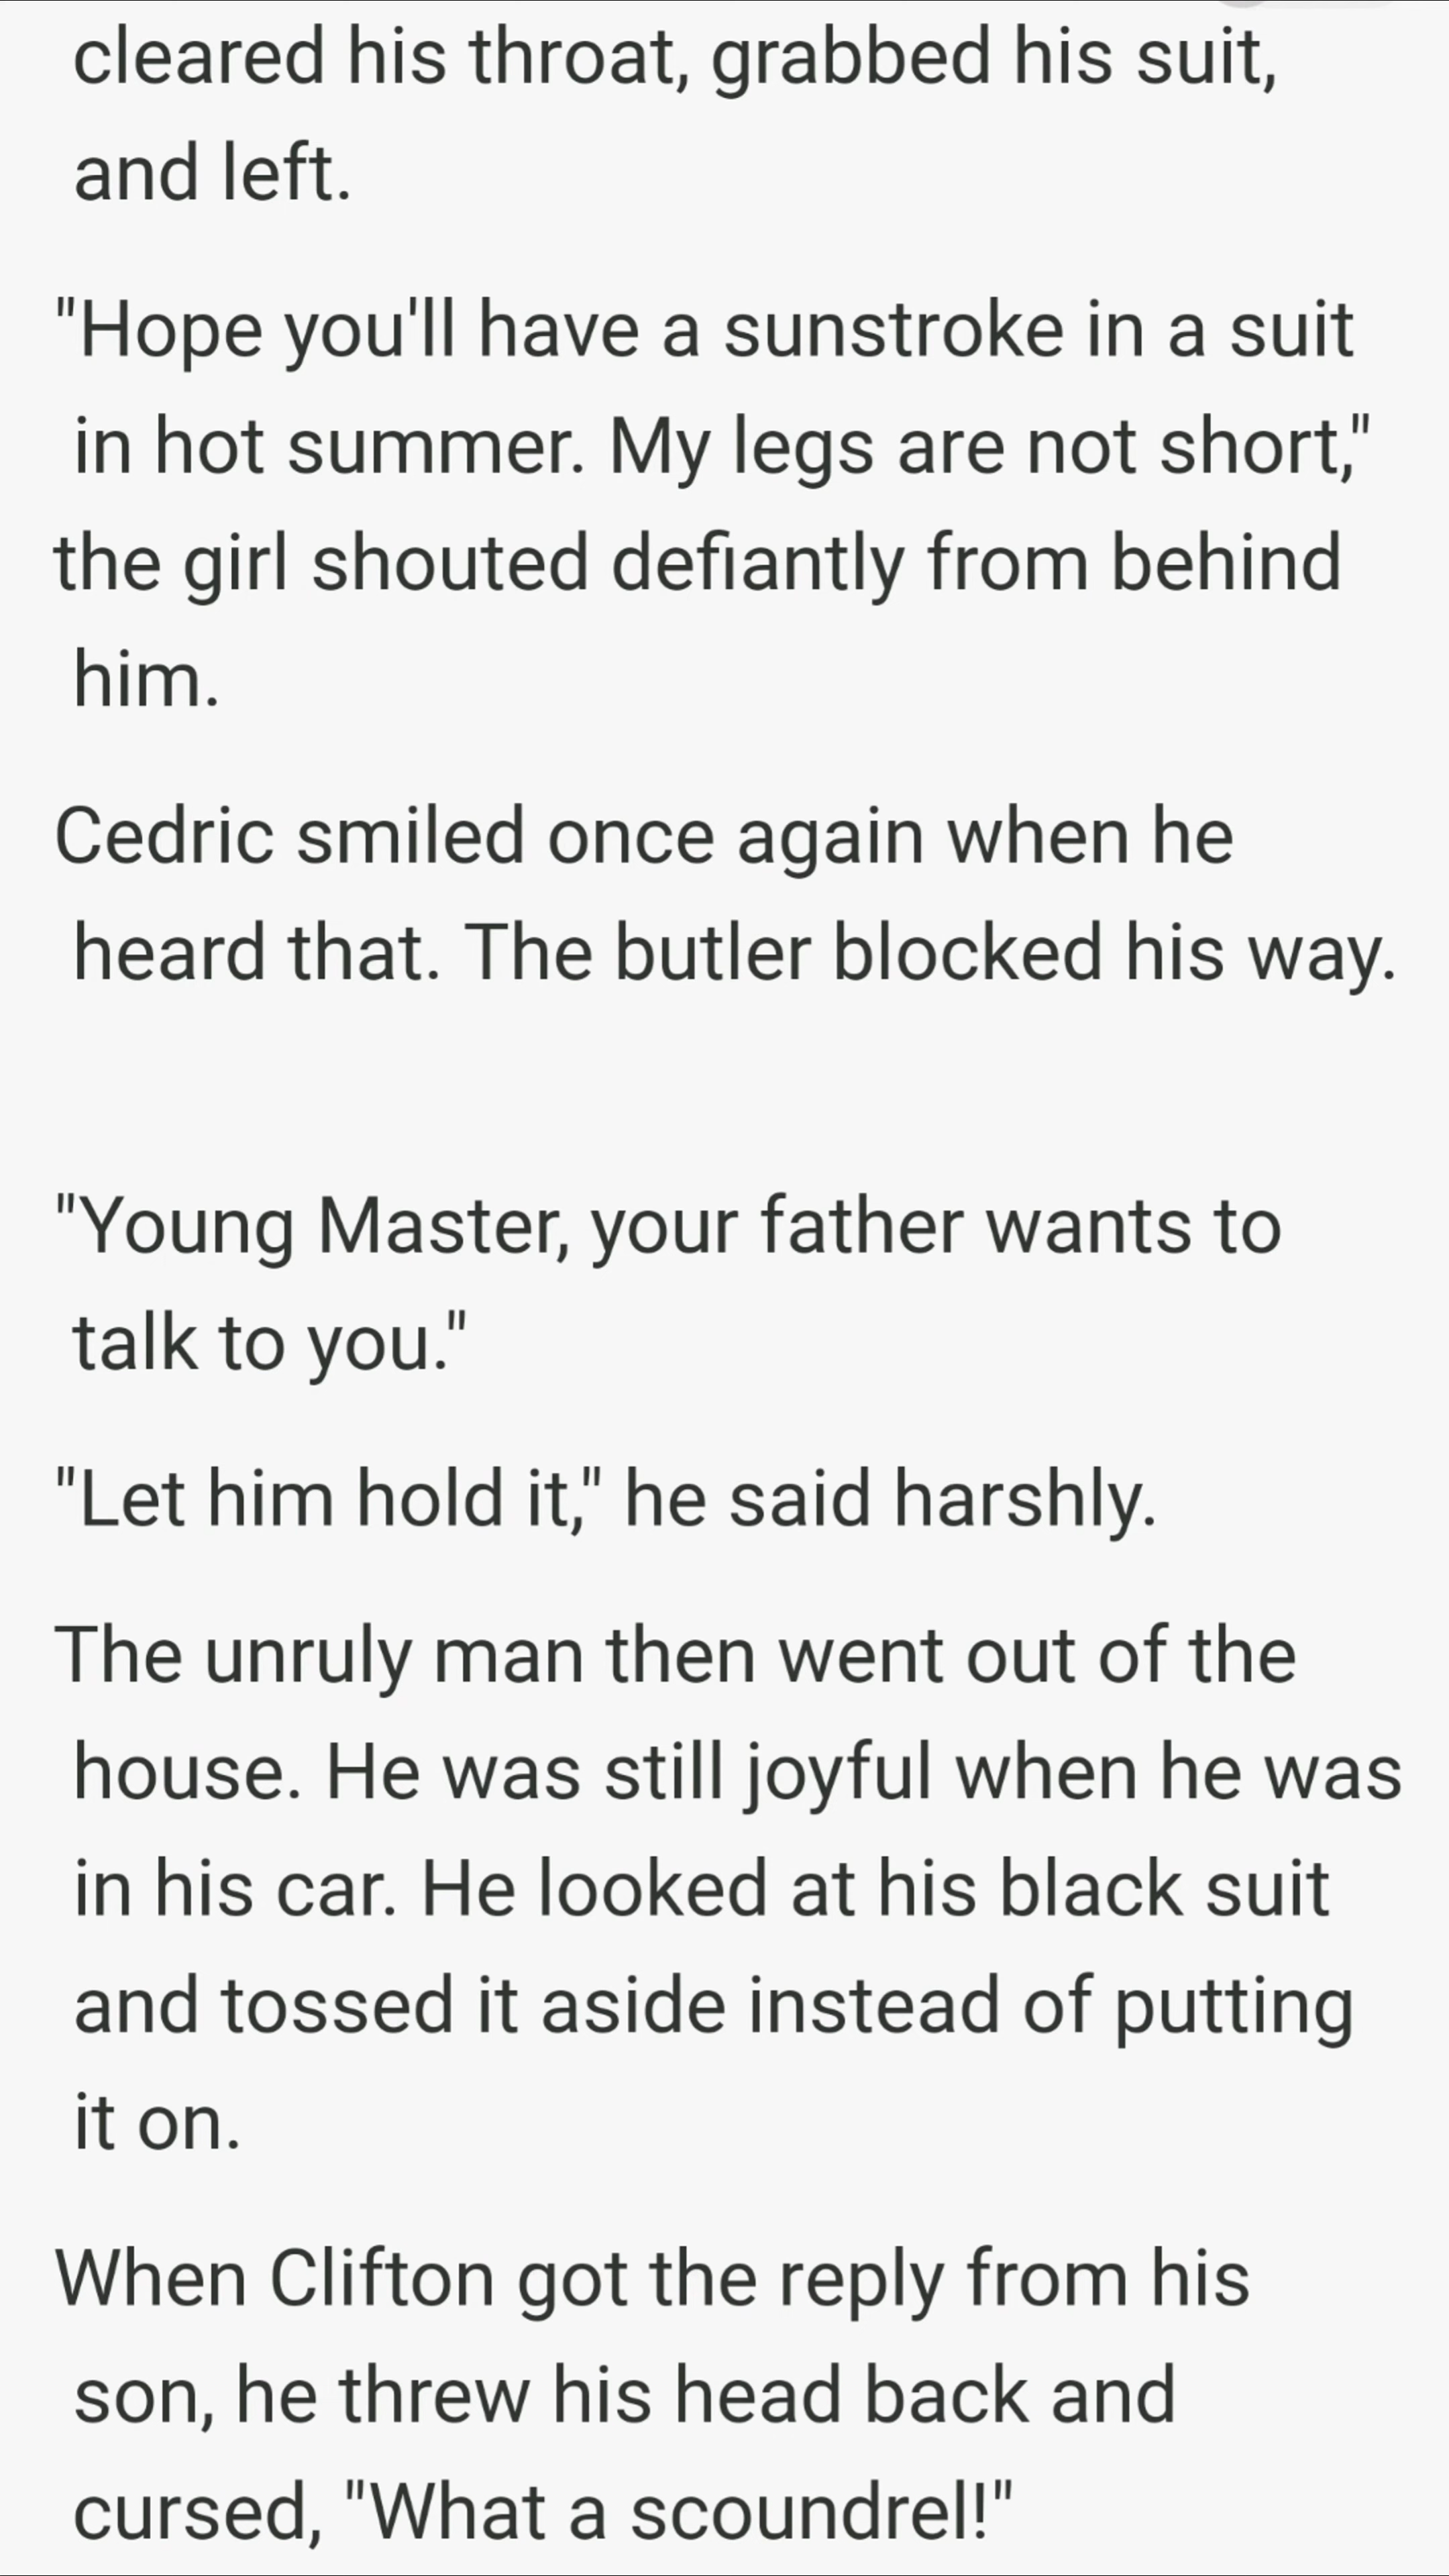 cleared his throat, grabbed his suit,
and left.
"Hope you'll have a sunstroke in a suit
in hot summer. My legs are not short,"
the girl shouted defiantly from behind
him.
Cedric smiled once again when he
heard that. The butler blocked his way.
"Young Master, your father wants to
talk to you."
"Let him hold it," he said harshly.
The unruly man then went out of the
house. He was still joyful when he was
in his car. He looked at his black suit
and tossed it aside instead of putting
it on.
When Clifton got the reply from his
son, he threw his head back and
cursed, "What a scoundrel!"